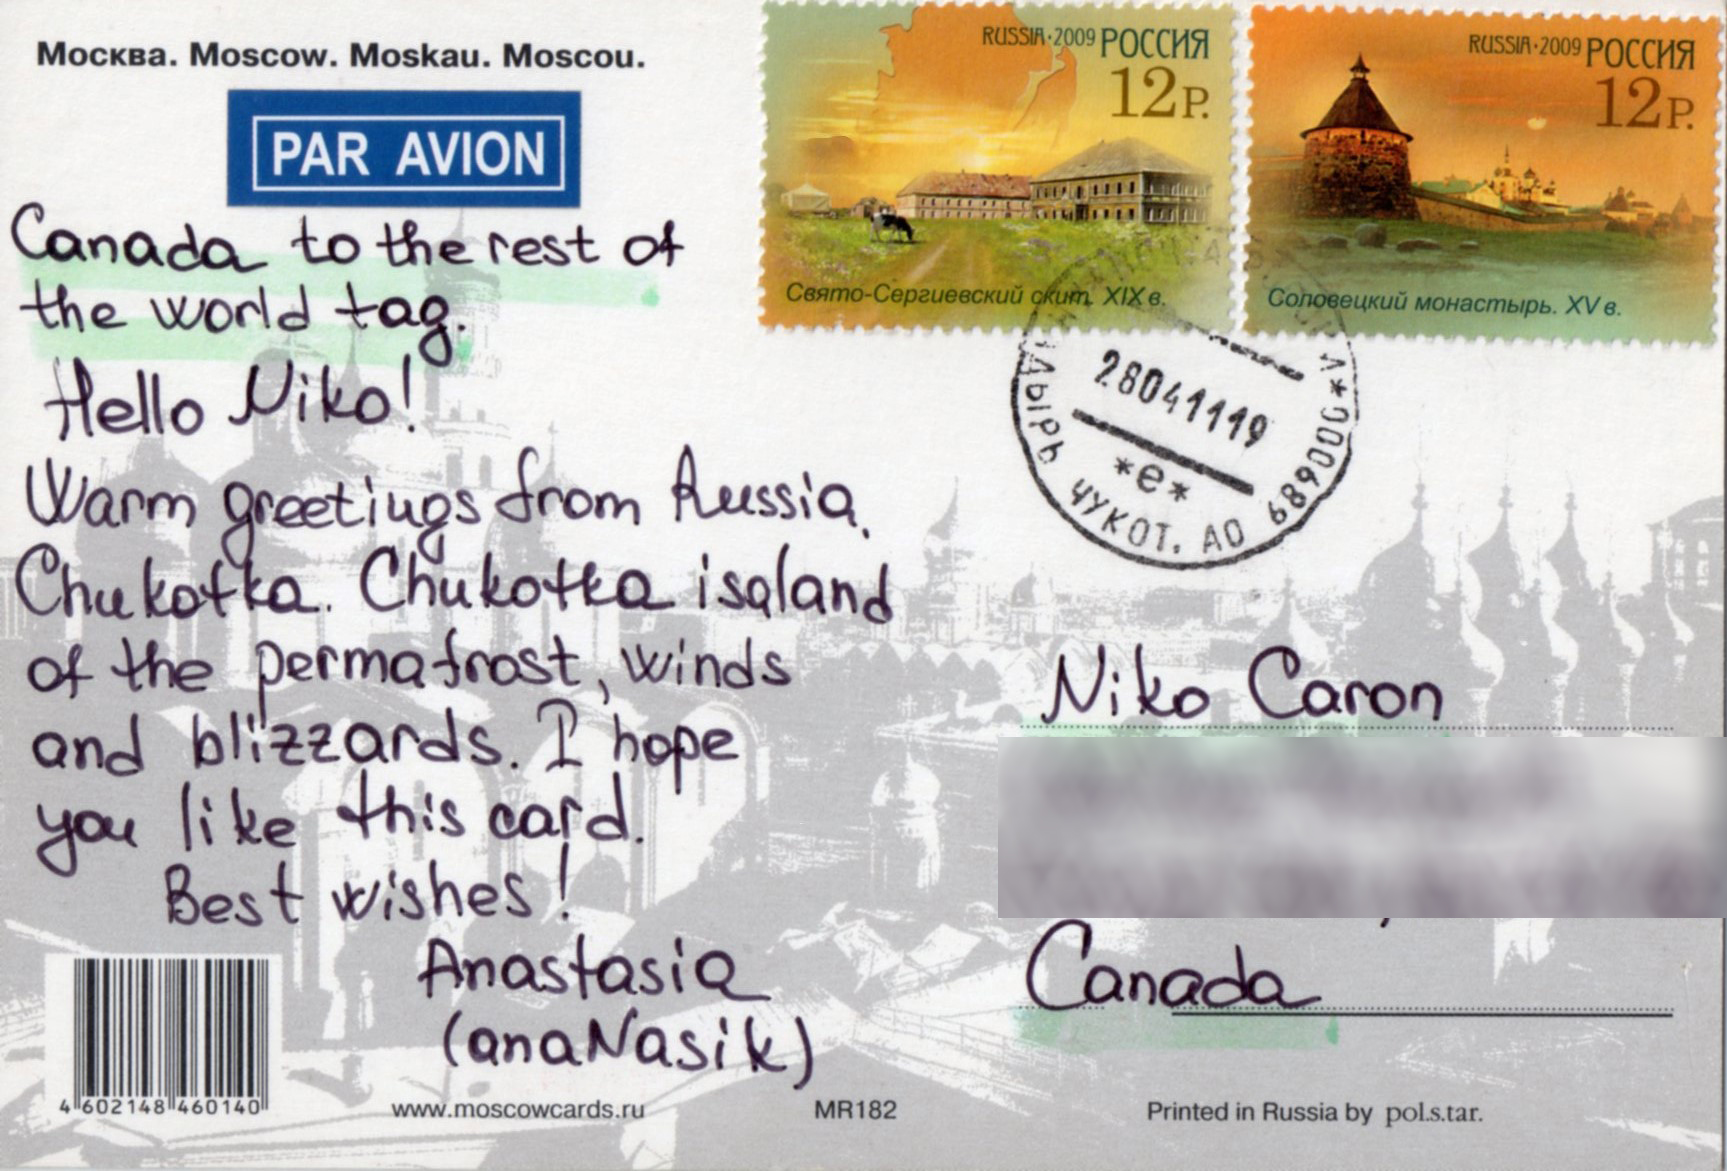 Москва. Moscow. Moskau. Moscou.
PAR AVION
Canada to the rest of
the world tag.
Hello Niko!
Warm greetings from Russia,
Chukotka. Chukotka is a land
of the permafrost, winds
and blizzards. I hope
you like this card.
Best wishes!
Anastasia
(anaNasik)
4 602148 460140
www.moscowcards.ru
MR182
RUSSIA·2009 РОССИЯ
12Р.
Свято-Сергиевский скит. XIX в.
RUSSIA·2009 РОССИЯ
12Р.
Соловецкий монастырь. XV в.
28041119
*е*
ЧУКОТ. АО 689000*
Niko Caron
Canada
Printed in Russia by pol.s.tar.